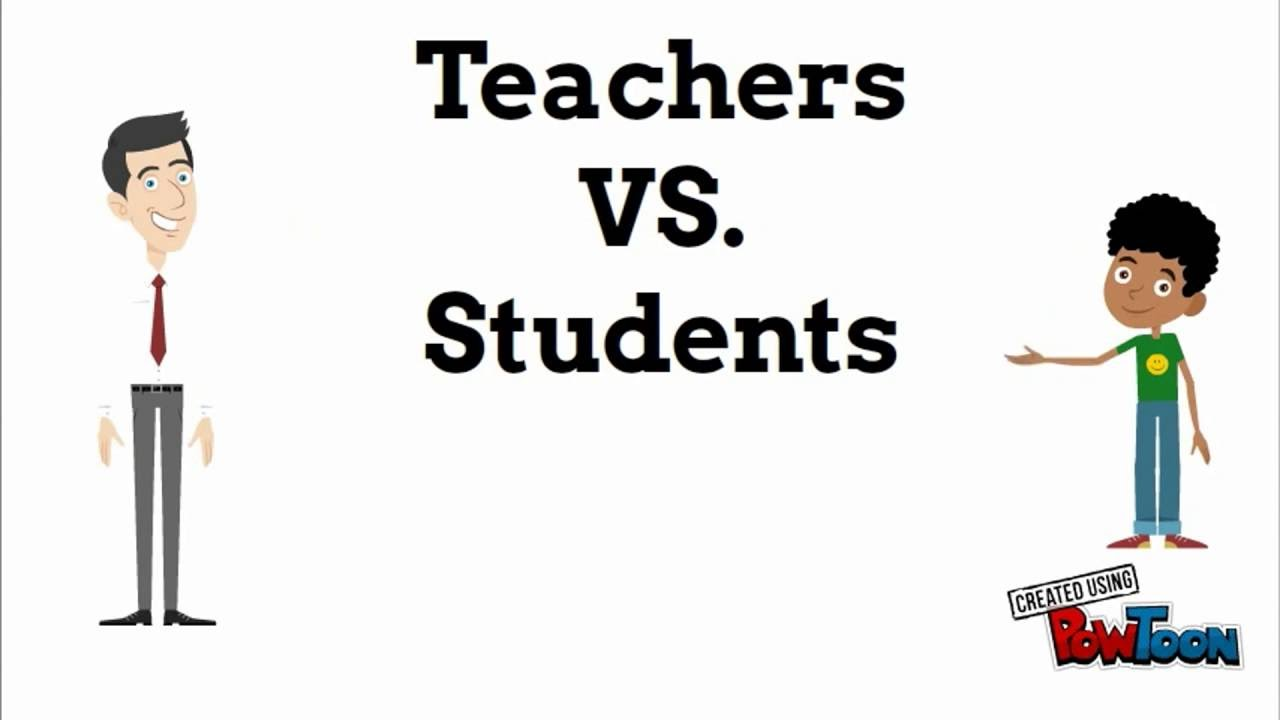 Teachers
VS.
Students
CREATED USING
POWTOON